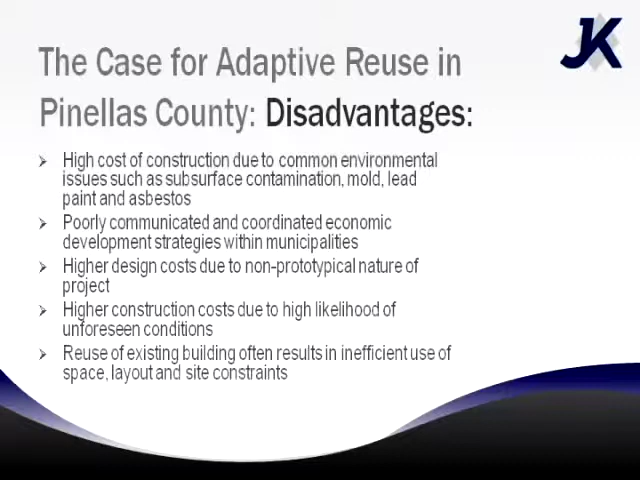 JK
The Case for Adaptive Reuse in
Pinellas County: Disadvantages:
High cost of construction due to common environmental
issues such as subsurface contamination, mold, lead
paint and asbestos
Poorly communicated and coordinated economic
development strategies within municipalities
Higher design costs due to non-prototypical nature of
project
Higher construction costs due to high likelihood of
unforeseen conditions
Reuse of existing building often results in inefficient use of
space, layout and site constraints